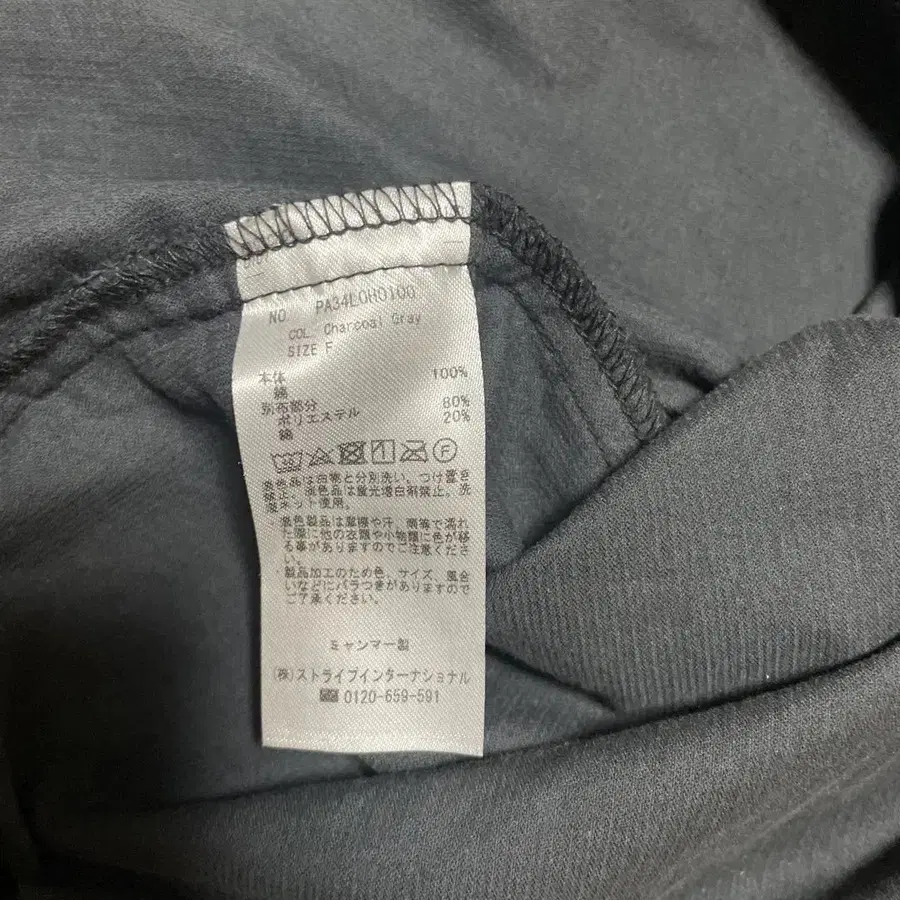 NO PA34L0H0100
COL. Charcoal Gray
SIZE F
本体 100%
綿
別布部分 80%
ポリエステル 20%
綿
F
濃色品は白物と分別洗い。つけ置き
禁止。淡色品は蛍光増白剤禁止。洗
濯ネット使用。
濃色製品は摩擦や汗、雨等で濡れ
た際に他の衣類や小物類に色が移
る事がありますのでご注意くださ
い。
製品加工のため色、サイズ、風合
いなどにバラつきがありますので
ご了承ください。
ミャンマー製
(株)ストライプインターナショナル
0120-659-591